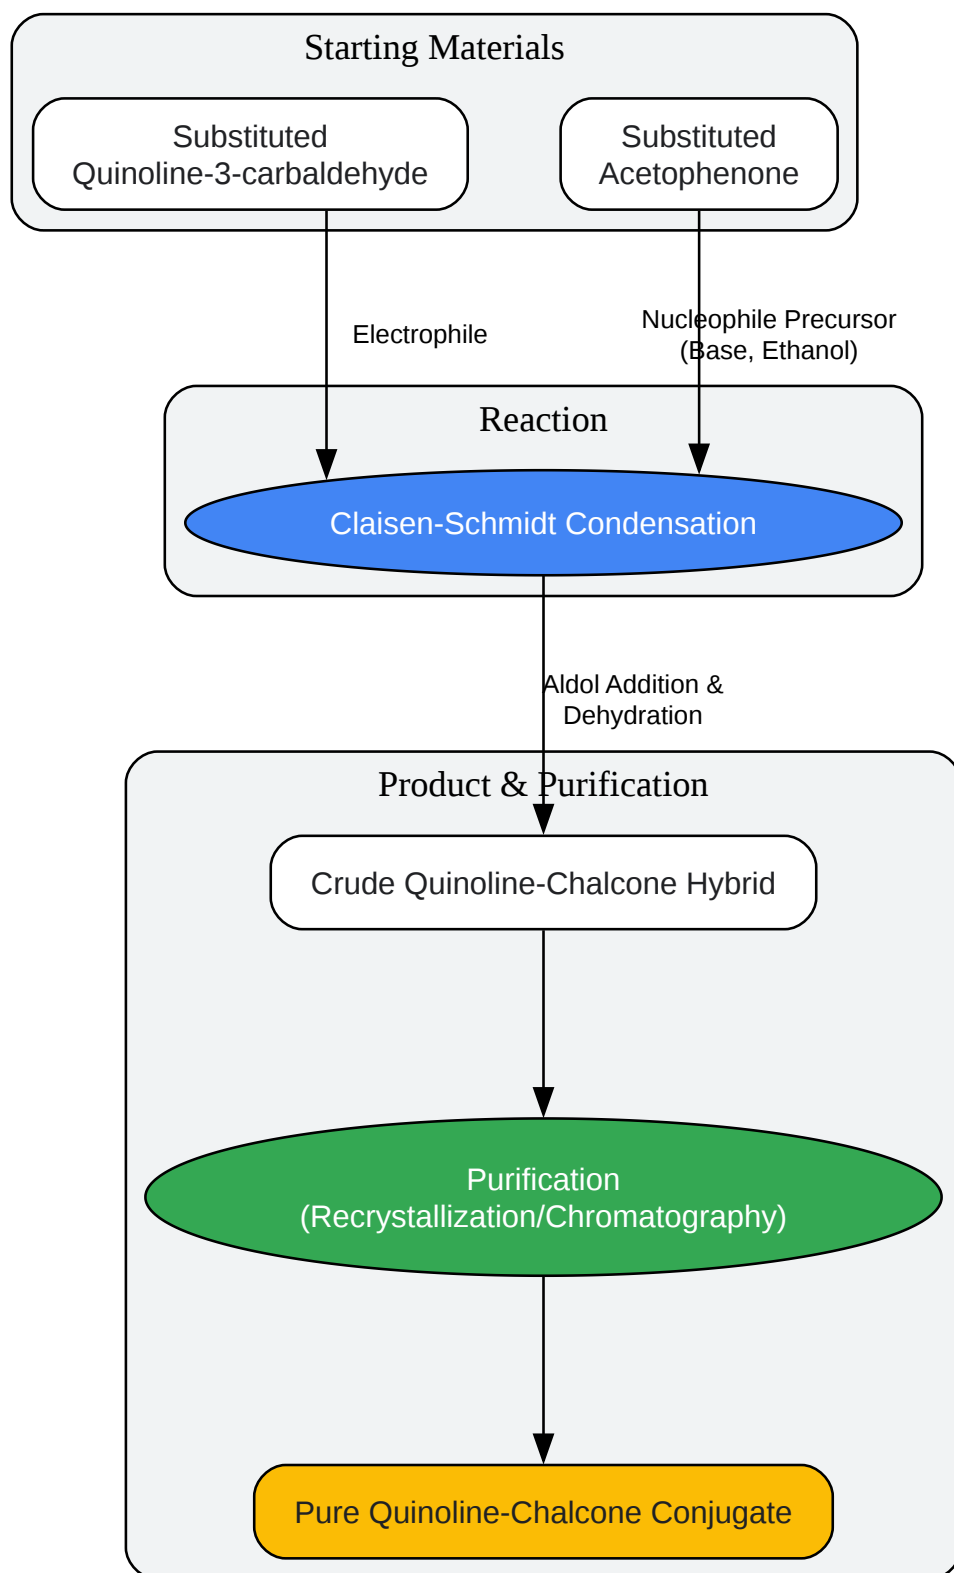 Starting Materials
Substituted
Quinoline-3-carbaldehyde
Substituted
Acetophenone
Electrophile
Nucleophile Precursor
(Base, Ethanol)
Reaction
Claisen-Schmidt Condensation
Aldol Addition &
Dehydration
Product & Purification
Crude Quinoline-Chalcone Hybrid
Purification
(Recrystallization/Chromatography)
Pure Quinoline-Chalcone Conjugate